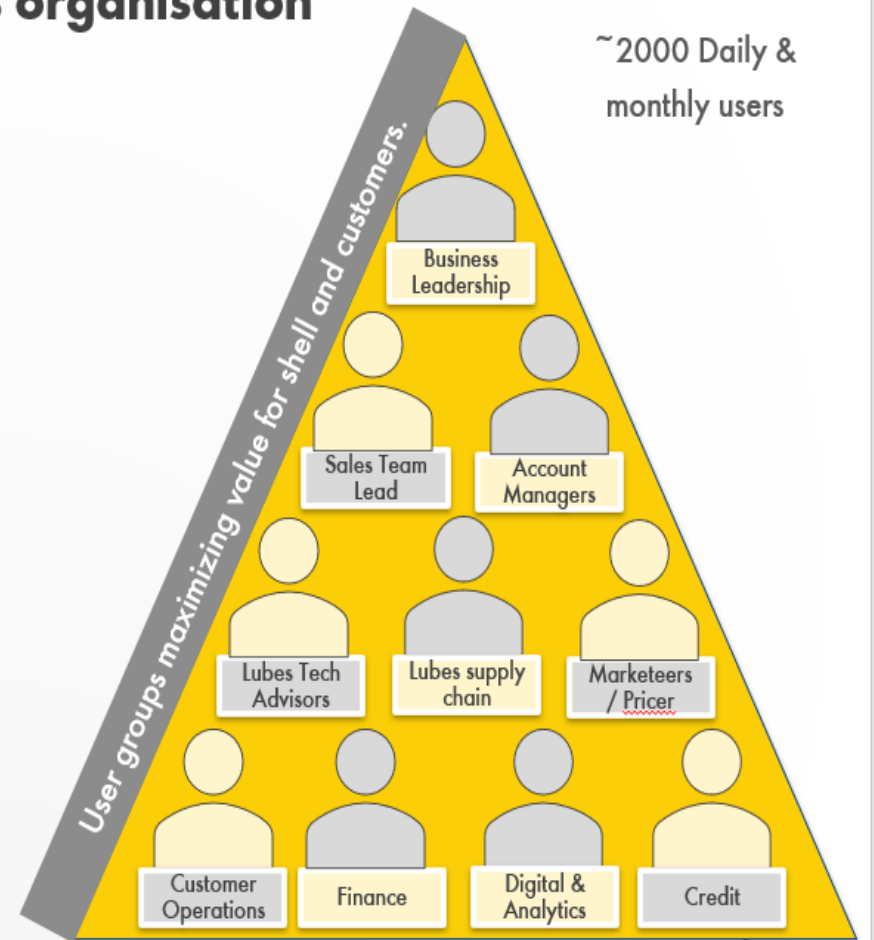 organisation
~2000 Daily &
monthly users
User groups maximizing value for shell and customers.
Business
Leadership
Sales Team
Lead
Account
Managers
Lubes Tech
Advisors
Lubes supply
chain
Marketeers
/ Pricer
Customer
Operations
Finance
Digital &
Analytics
Credit